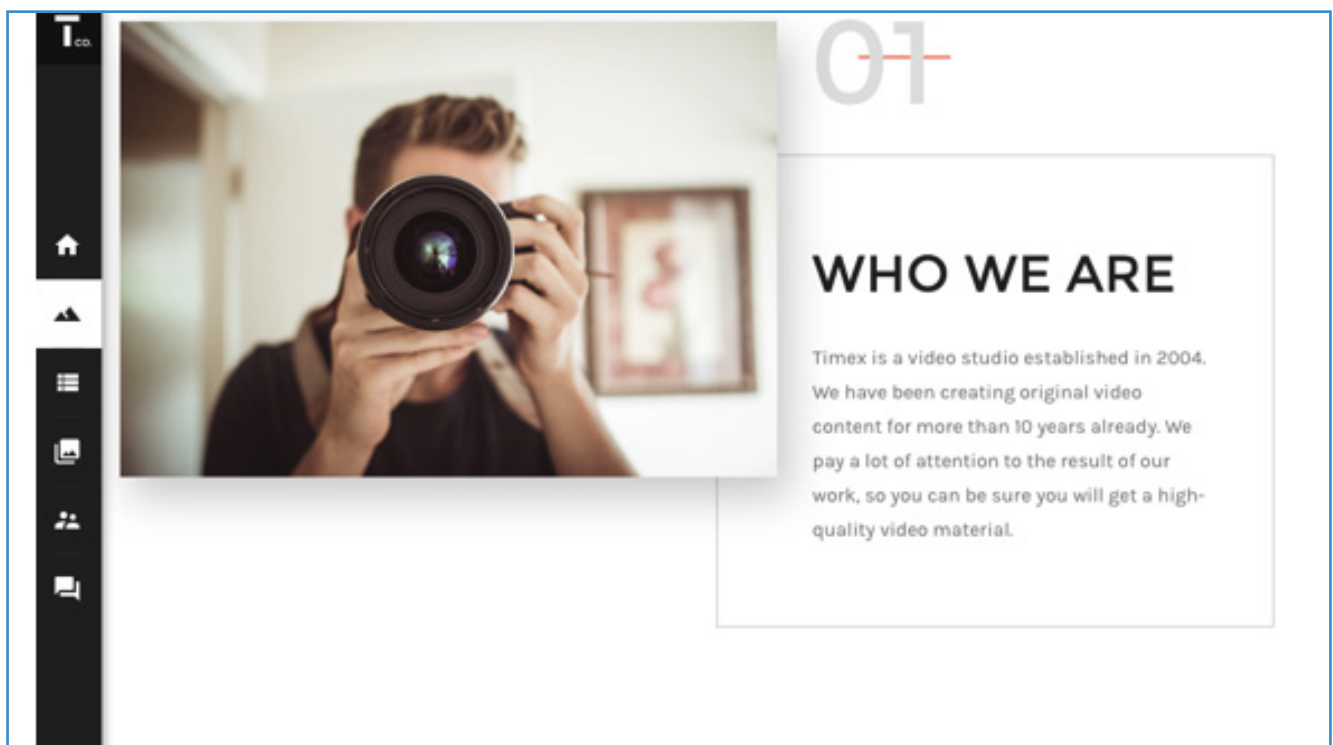 T co.
01
WHO WE ARE
Timex is a video studio established in 2004.
We have been creating original video
content for more than 10 years already. We
pay a lot of attention to the result of our
work, so you can be sure you will get a high-
quality video material.